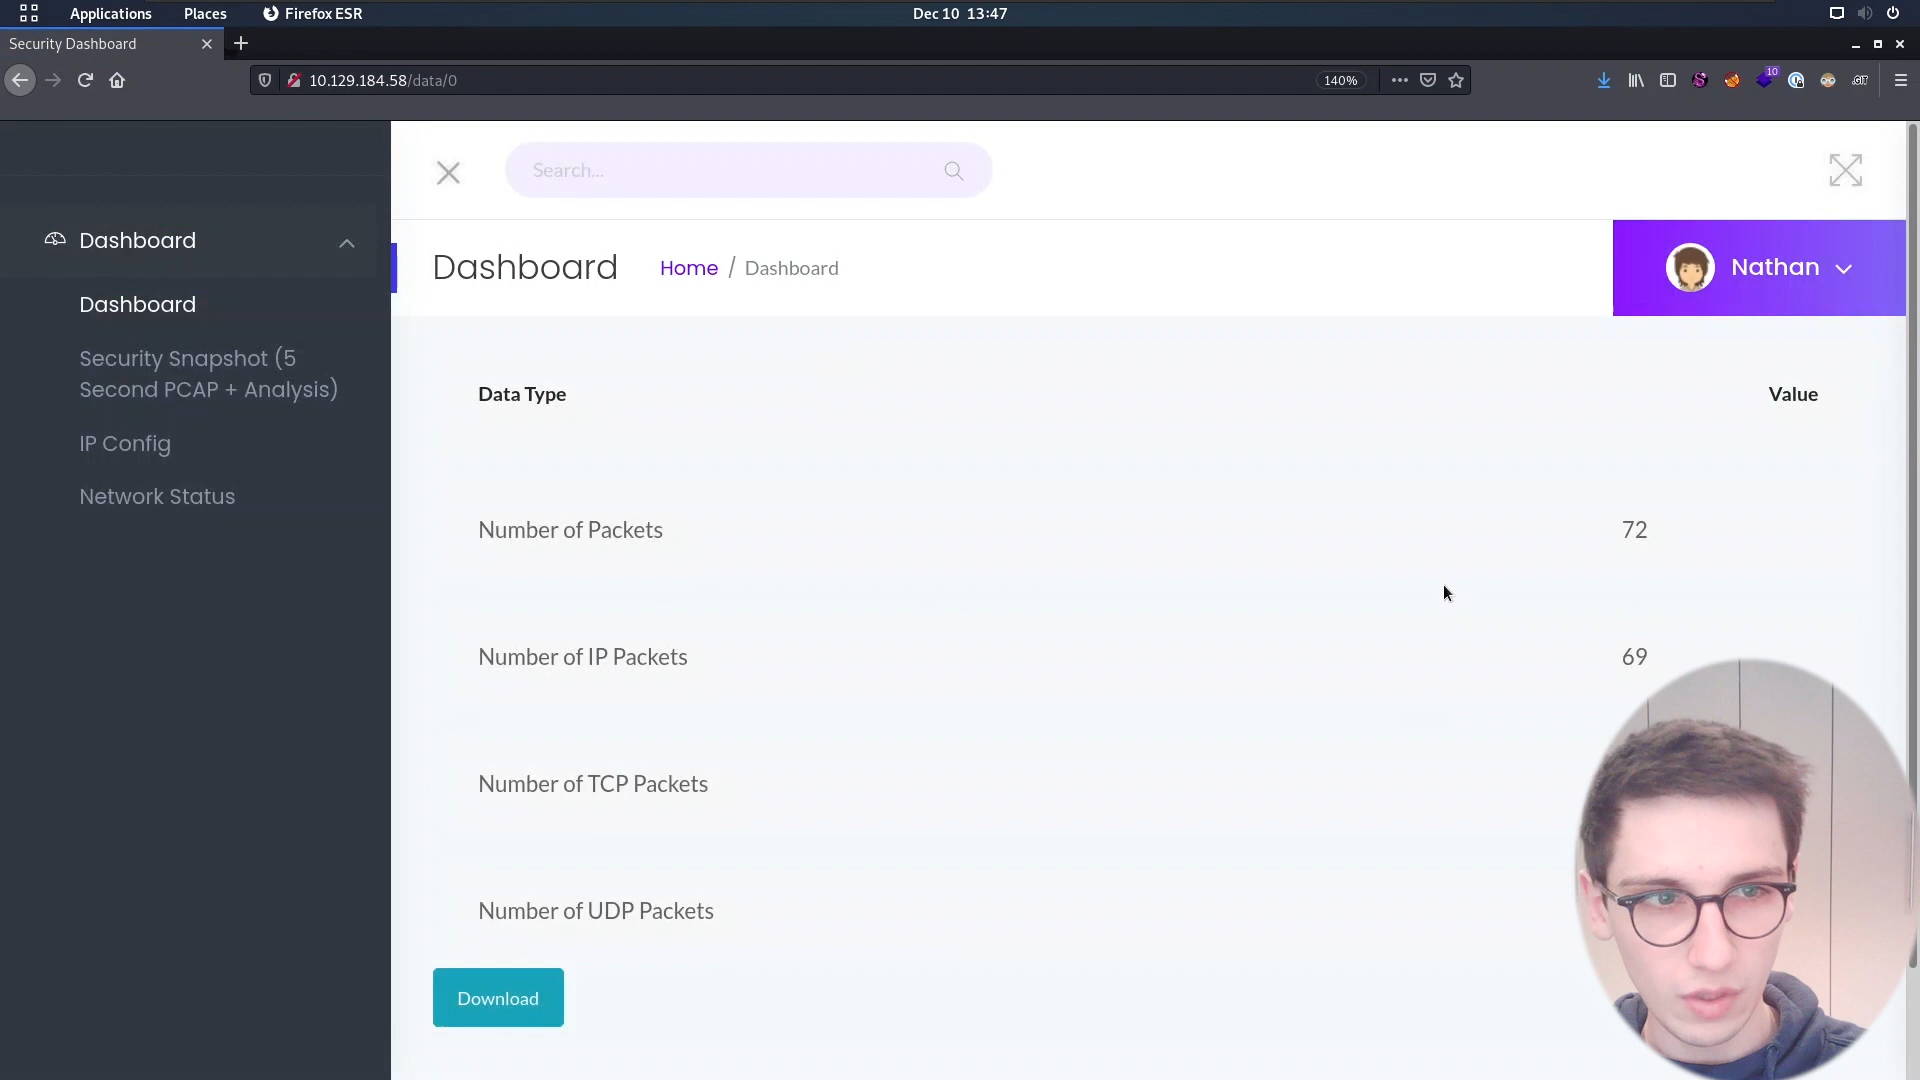 Applications Places Firefox ESR Dec 10 13:47
Security Dashboard
10.129.184.58/data/0 140% 10
Search...
Dashboard
Dashboard Home / Dashboard Nathan
Dashboard
Security Snapshot (5
Second PCAP + Analysis)
IP Config
Network Status
Data Type Value
Number of Packets 72
Number of IP Packets 69
Number of TCP Packets
Number of UDP Packets
Download